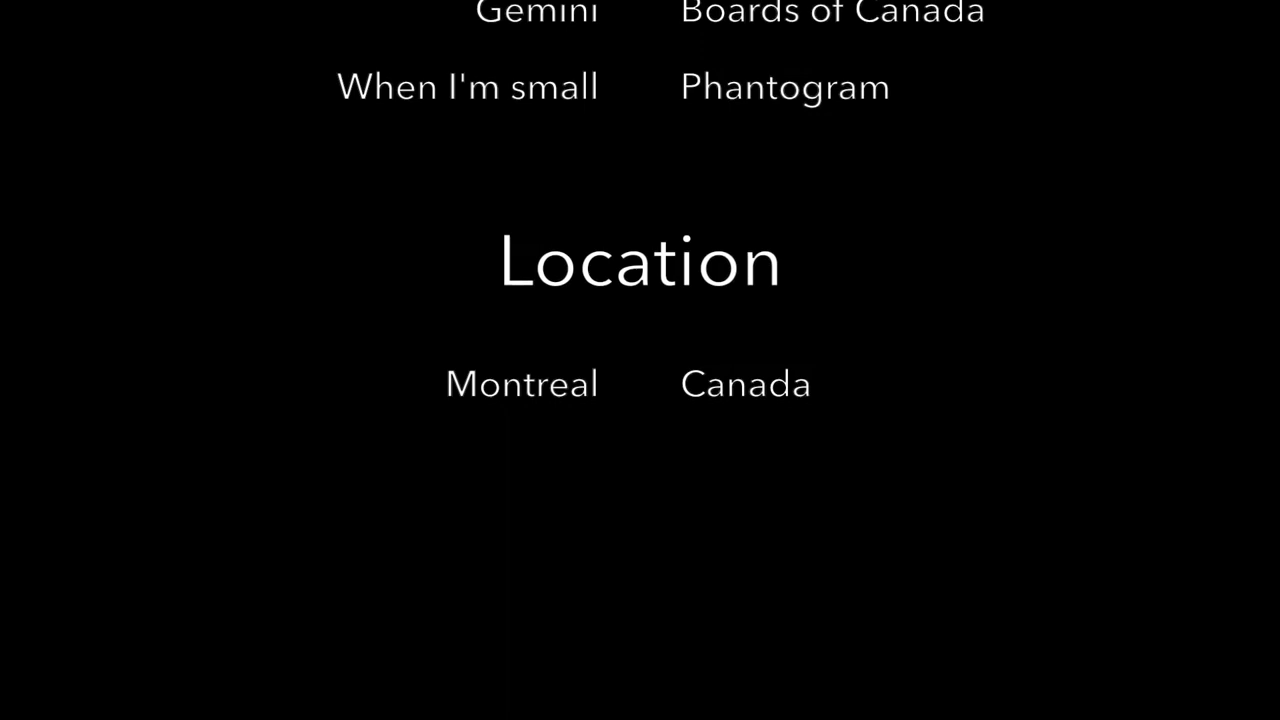 Gemini Boards of Canada
When I'm small Phantogram
Location
Montreal Canada